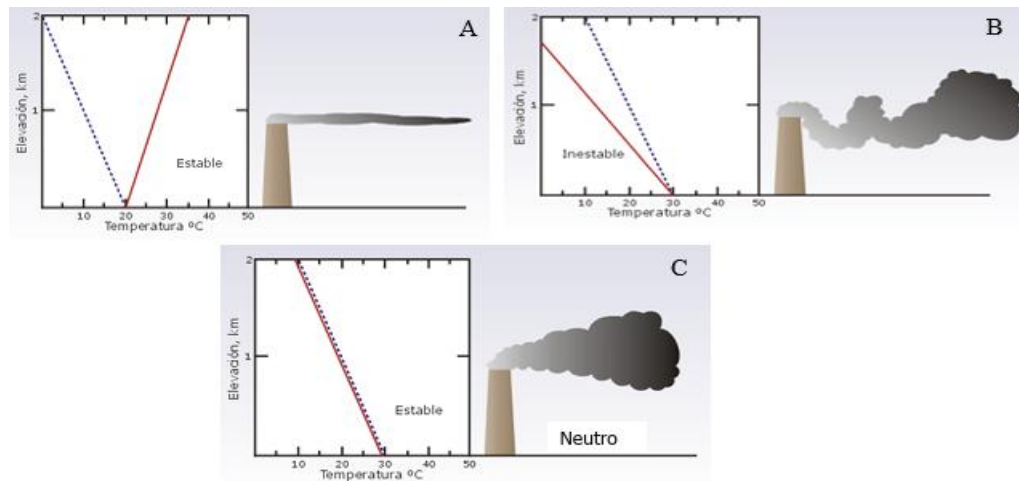 A
Elevación, km
2
1
Estable
10 20 30 40 50
Temperatura ºC
B
Elevación, km
2
1
Inestable
10 20 30 40 50
Temperatura ºC
C
Elevación, km
2
1
Estable
10 20 30 40 50
Temperatura ºC
Neutro